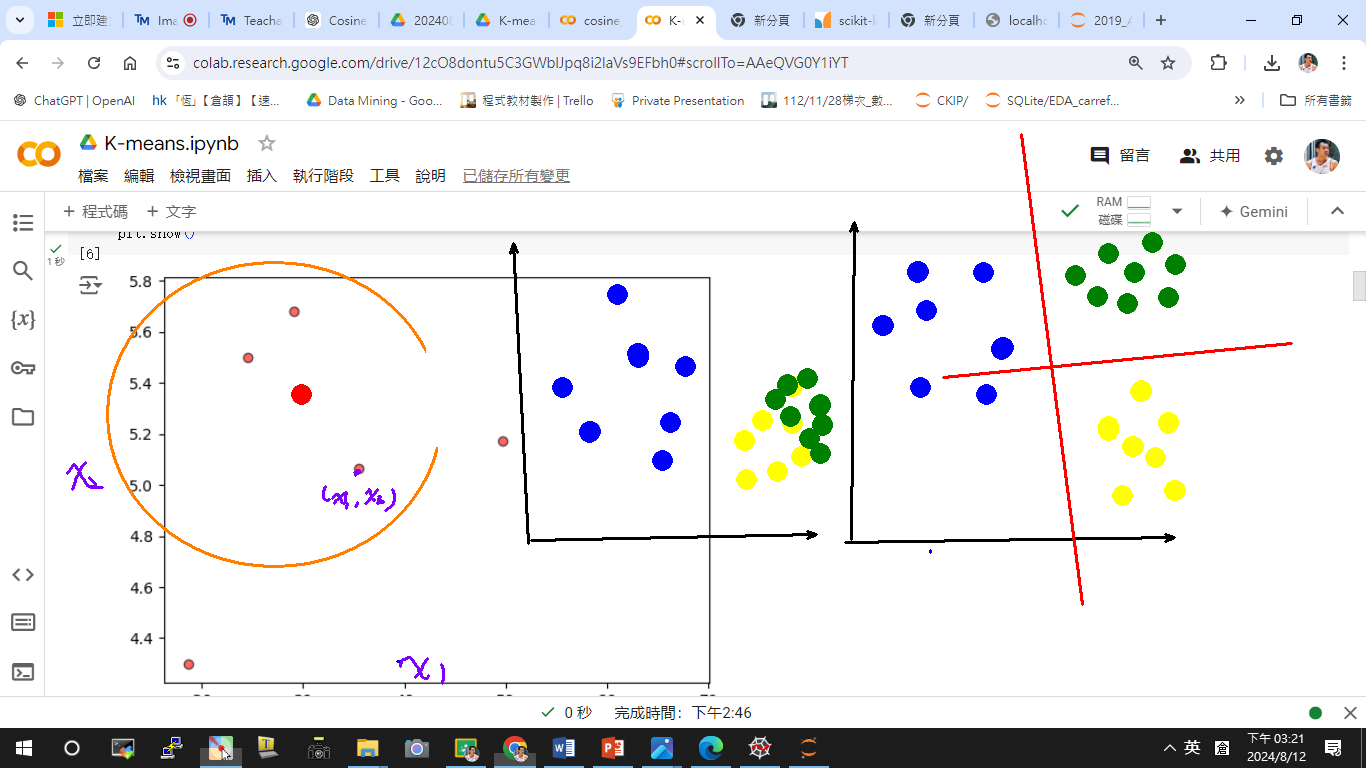 立即建
Ima
Teacha
Cosine
20240
K-mea
cosine
K-
新分頁
scikit-l
新分頁
localho
2019_
colab.research.google.com/drive/12cO8dontu5C3GWbIJpq8i2IaVs9EFbh0#scrollTo=AAeQVG0Y1iYT
ChatGPT | OpenAI
hk 「恆」【倉頡】【速...
Data Mining - Goo...
程式教材製作 | Trello
Private Presentation
112/11/28梯次_數...
CKIP/
SQLite/EDA_carref...
所有書籤
K-means.ipynb
留言
共用
檔案 編輯 檢視畫面 插入 執行階段 工具 說明 已儲存所有變更
+ 程式碼 + 文字
RAM
磁碟
Gemini
plt.show()
[6]
1 秒
5.8
5.6
5.4
5.2
5.0
4.8
4.6
4.4
x2
(x1, x2)
x1
0 秒 完成時間: 下午2:46
英
倉
下午 03:21
2024/8/12